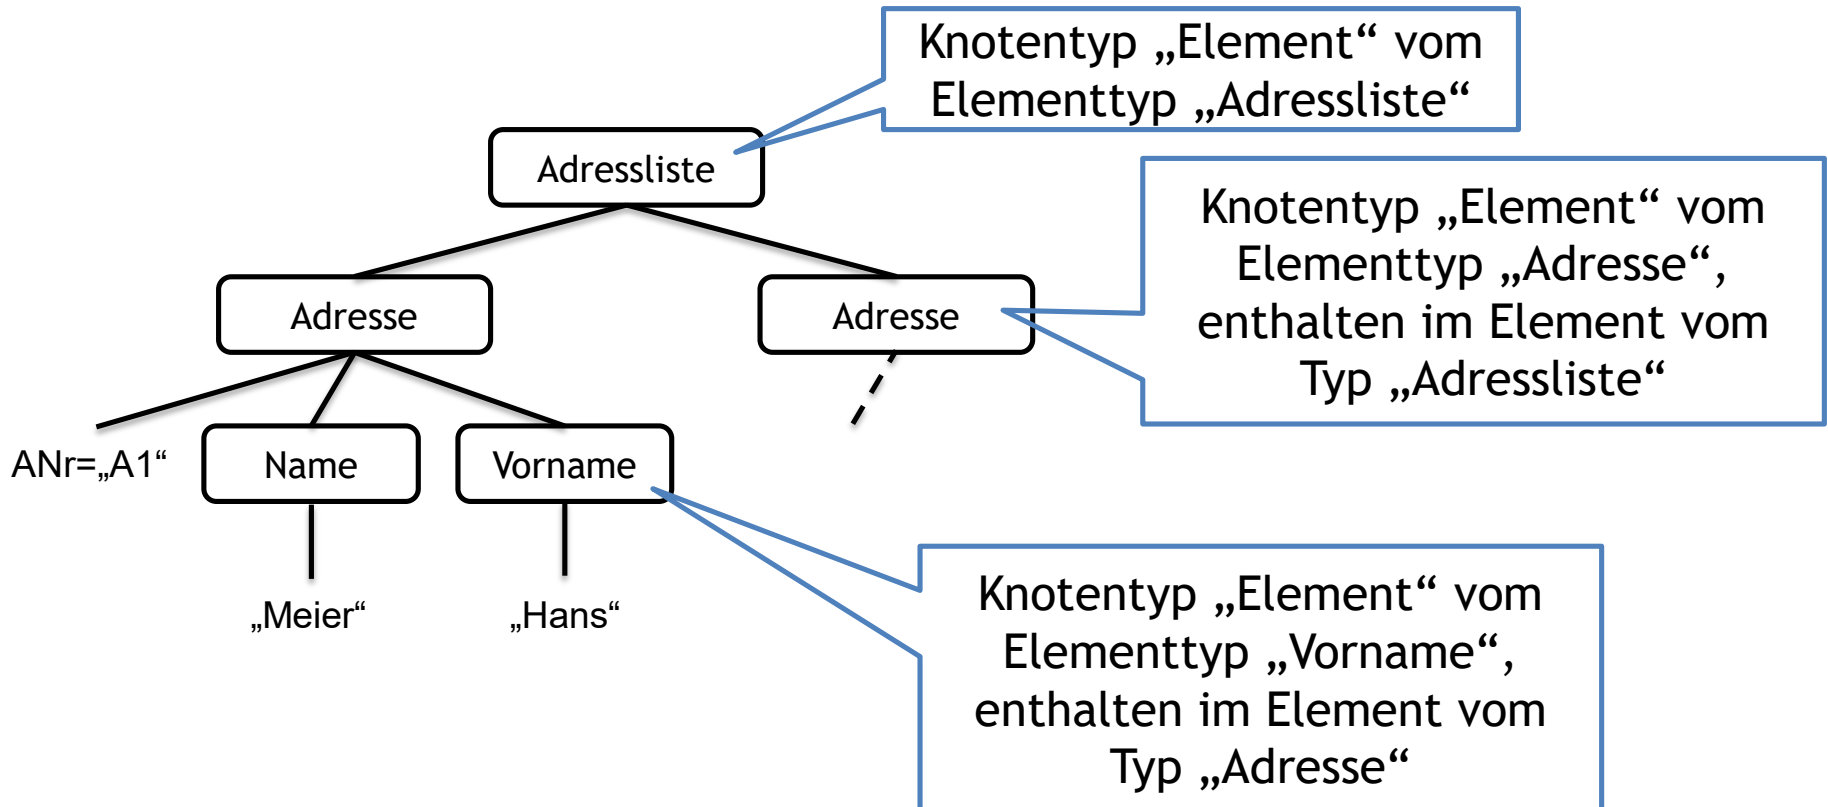 Knotentyp „Element“ vom
Elementtyp „Adressliste“
Adressliste
Knotentyp „Element“ vom
Elementtyp „Adresse“,
enthalten im Element vom
Typ „Adressliste“
Adresse
Adresse
ANr=„A1“
Name
Vorname
„Meier“
„Hans“
Knotentyp „Element“ vom
Elementtyp „Vorname“,
enthalten im Element vom
Typ „Adresse“